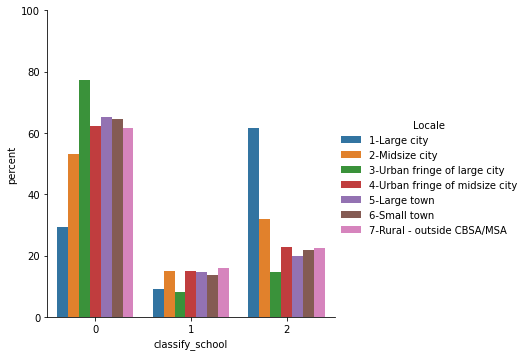 100
80
60
40
20
0
percent
0 1 2
classify_school
Locale
1-Large city
2-Midsize city
3-Urban fringe of large city
4-Urban fringe of midsize city
5-Large town
6-Small town
7-Rural - outside CBSA/MSA